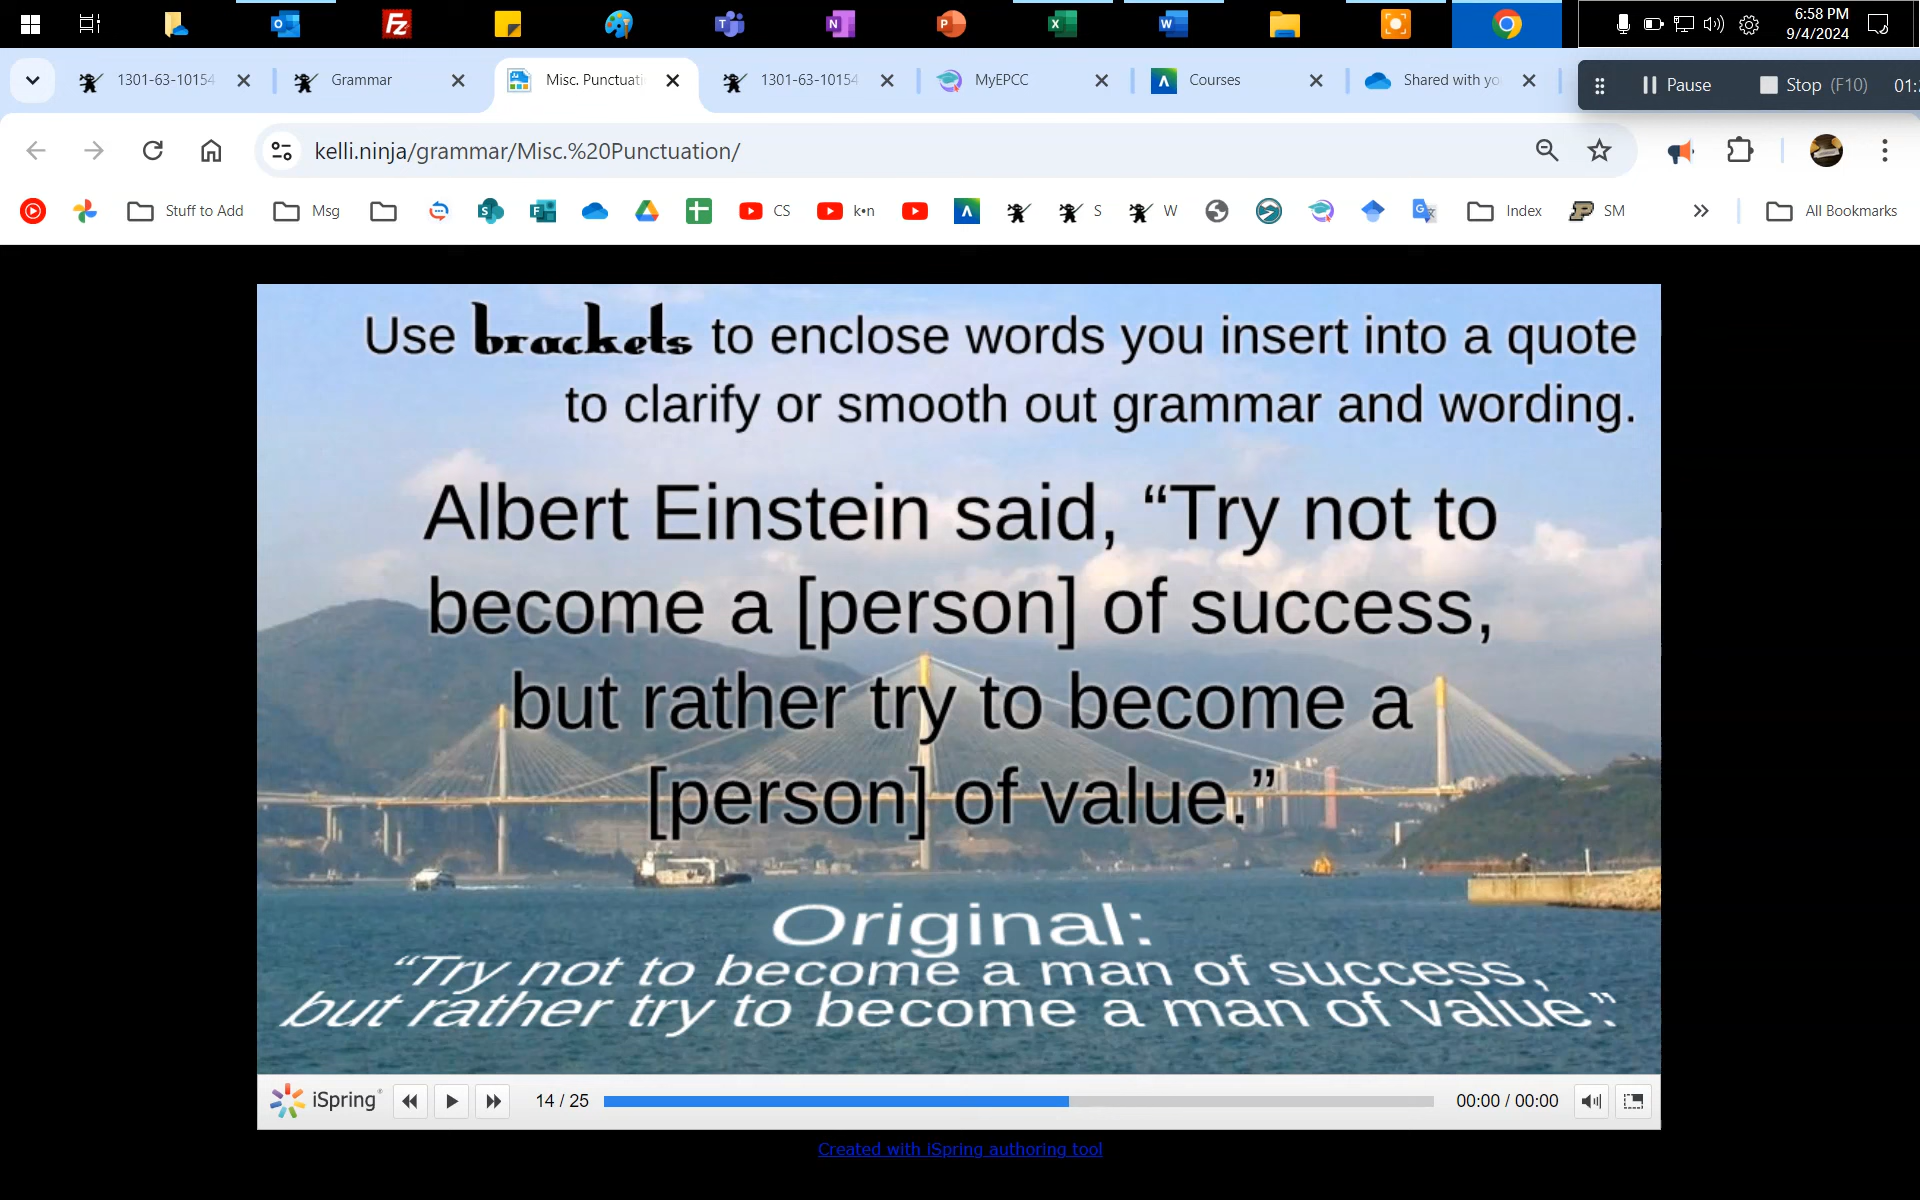 6:58 PM
9/4/2024
1301-63-10154
Grammar
Misc. Punctuati
1301-63-10154
MyEPCC
Courses
Shared with yo
Pause
Stop (F10)
01:
kelli.ninja/grammar/Misc.%20Punctuation/
Stuff to Add
Msg
CS
k•n
S
W
Index
SM
All Bookmarks
Use brackets to enclose words you insert into a quote
to clarify or smooth out grammar and wording.
Albert Einstein said, “Try not to
become a [person] of success,
but rather try to become a
[person] of value.”
Original:
“Try not to become a man of success,
but rather try to become a man of value.”
iSpring
14 / 25
00:00 / 00:00
Created with iSpring authoring tool